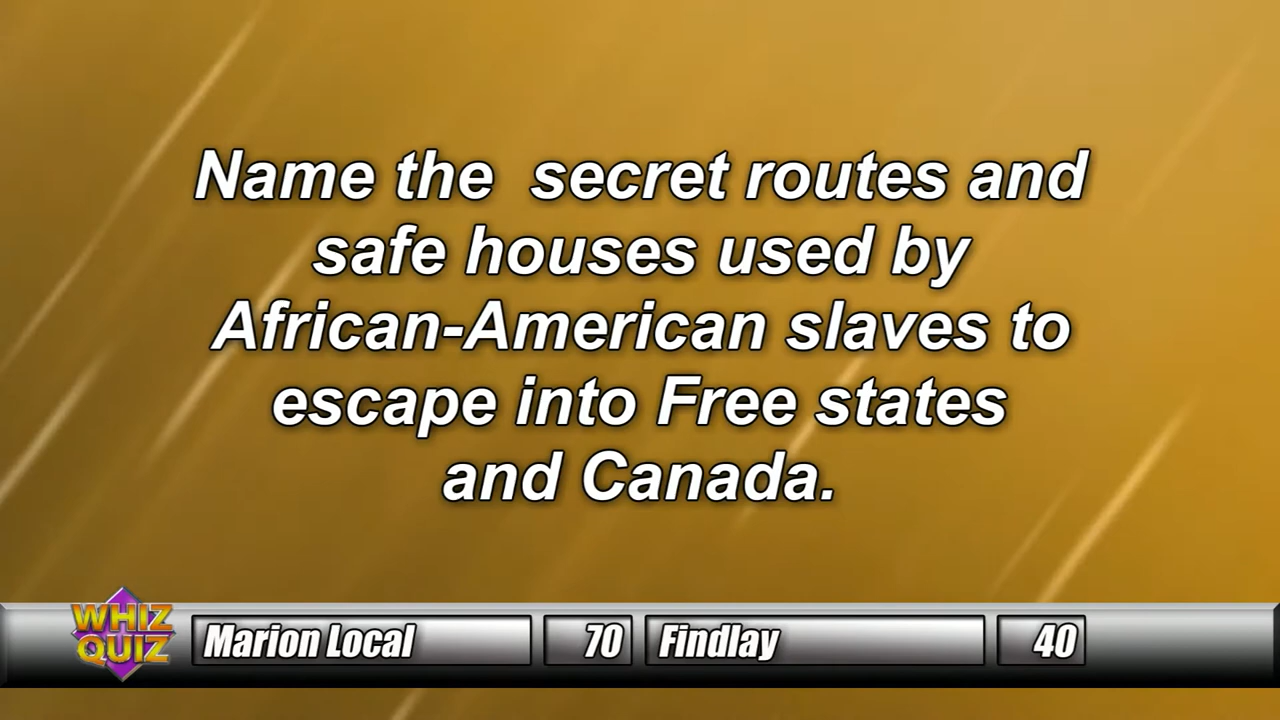 Name the  secret routes and
safe houses used by
African-American slaves to
escape into Free states
and Canada.
WHIZ
QUIZ
Marion Local 70 Findlay 40